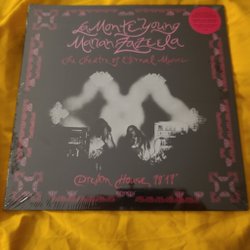 La Monte Young
Marian Zazeela
The Theatre of Eternal Music
Dream House 78'17"